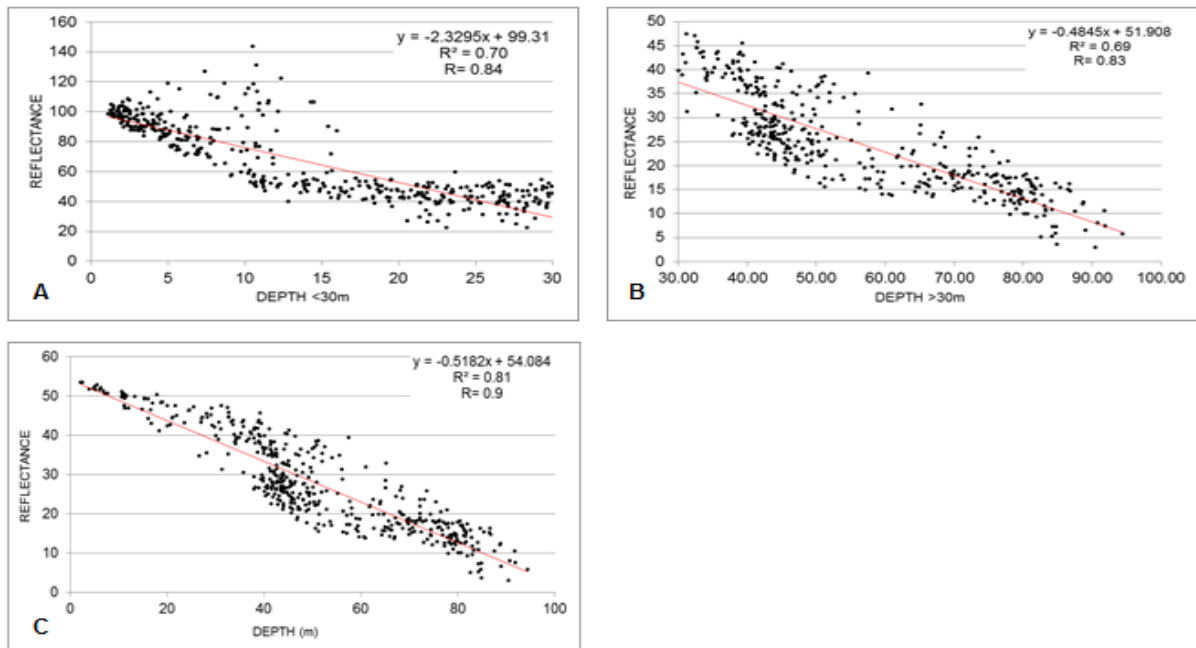 160
140
120
100
80
60
40
20
0
REFLECTANCE
y = -2.3295x + 99.31
R² = 0.70
R= 0.84
0 5 10 15 20 25 30
DEPTH <30m
A
50
45
40
35
30
25
20
15
10
5
0
REFLECTANCE
y = -0.4845x + 51.908
R² = 0.69
R= 0.83
30.00 40.00 50.00 60.00 70.00 80.00 90.00 100.00
DEPTH >30m
B
60
50
40
30
20
10
0
REFLECTANCE
y = -0.5182x + 54.084
R² = 0.81
R= 0.9
0 20 40 60 80 100
DEPTH (m)
C